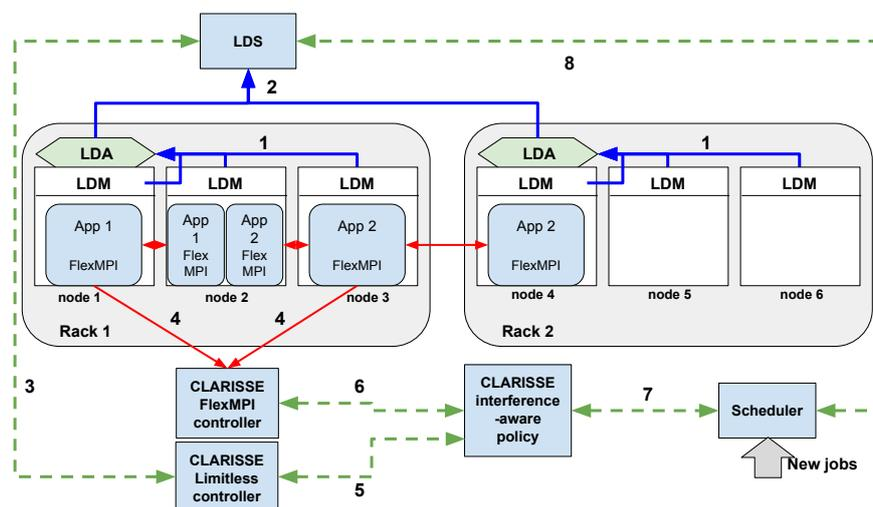 LDS
8
2
LDA
1
LDA
1
LDM
LDM
LDM
LDM
LDM
LDM
App 1
FlexMPI
App
1
Flex
MPI
App
2
Flex
MPI
App 2
FlexMPI
App 2
FlexMPI
node 1
node 2
node 3
node 4
node 5
node 6
Rack 1
4
4
Rack 2
3
CLARISSE
FlexMPI
controller
6
CLARISSE
interference
-aware
policy
7
Scheduler
CLARISSE
Limitless
controller
5
New jobs